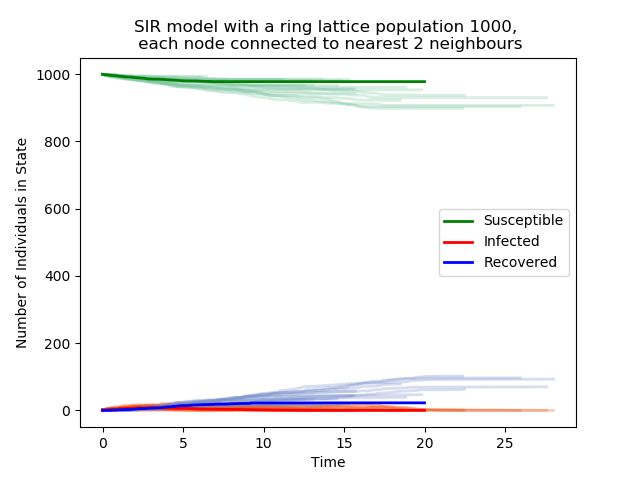 SIR model with a ring lattice population 1000,
each node connected to nearest 2 neighbours
1000
800
600
400
200
0
Number of Individuals in State
Susceptible
Infected
Recovered
0 5 10 15 20 25
Time